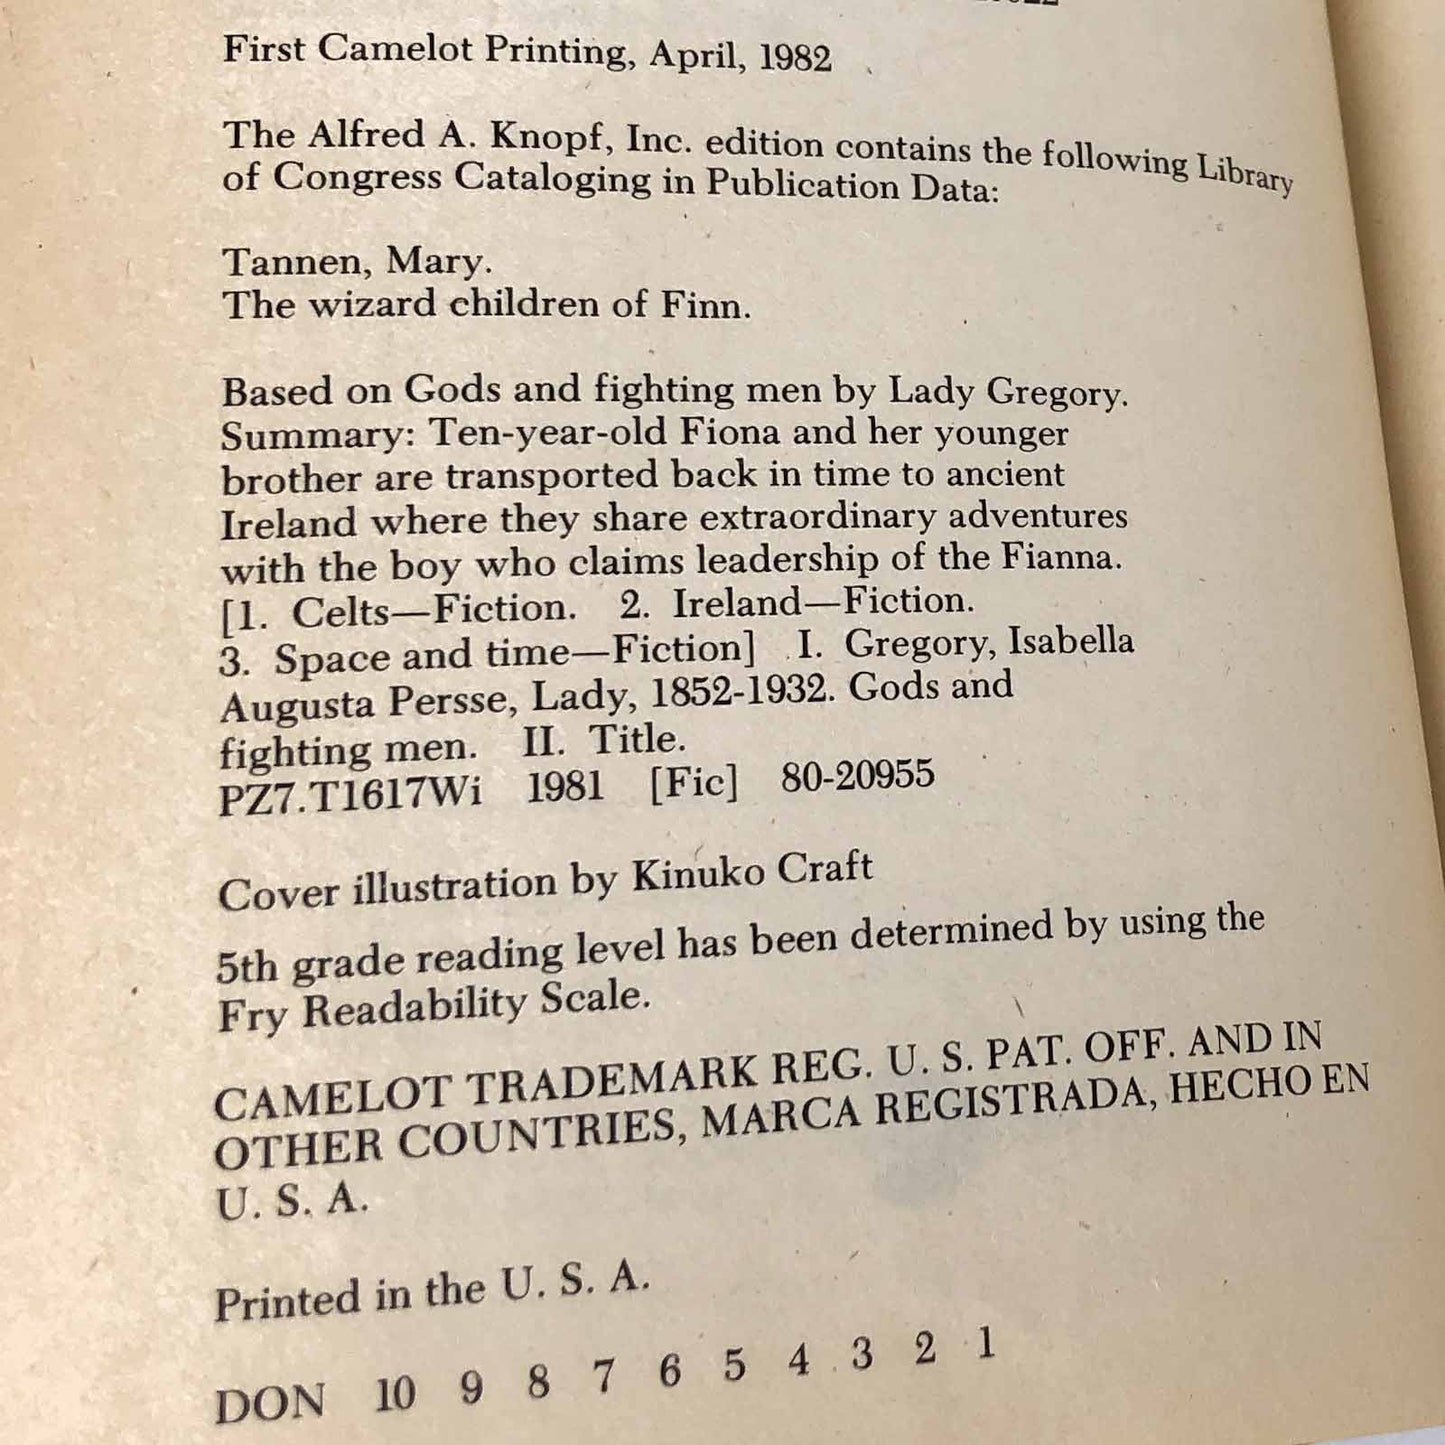 First Camelot Printing, April, 1982
The Alfred A. Knopf, Inc. edition contains the following Library
of Congress Cataloging in Publication Data:
Tannen, Mary.
The wizard children of Finn.
Based on Gods and fighting men by Lady Gregory.
Summary: Ten-year-old Fiona and her younger
brother are transported back in time to ancient
Ireland where they share extraordinary adventures
with the boy who claims leadership of the Fianna.
[1. Celts—Fiction. 2. Ireland—Fiction.
3. Space and time—Fiction] I. Gregory, Isabella
Augusta Persse, Lady, 1852-1932. Gods and
fighting men. II. Title.
PZ7.T1617Wi 1981 [Fic] 80-20955
Cover illustration by Kinuko Craft
5th grade reading level has been determined by using the
Fry Readability Scale.
CAMELOT TRADEMARK REG. U. S. PAT. OFF. AND IN
OTHER COUNTRIES, MARCA REGISTRADA, HECHO EN
U. S. A.
Printed in the U. S. A.
DON 10 9 8 7 6 5 4 3 2 1